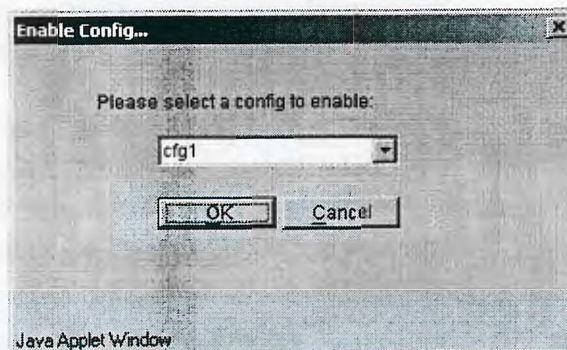 Enable Config...
Please select a config to enable:
cfg1
OK Cancel
Java Applet Window